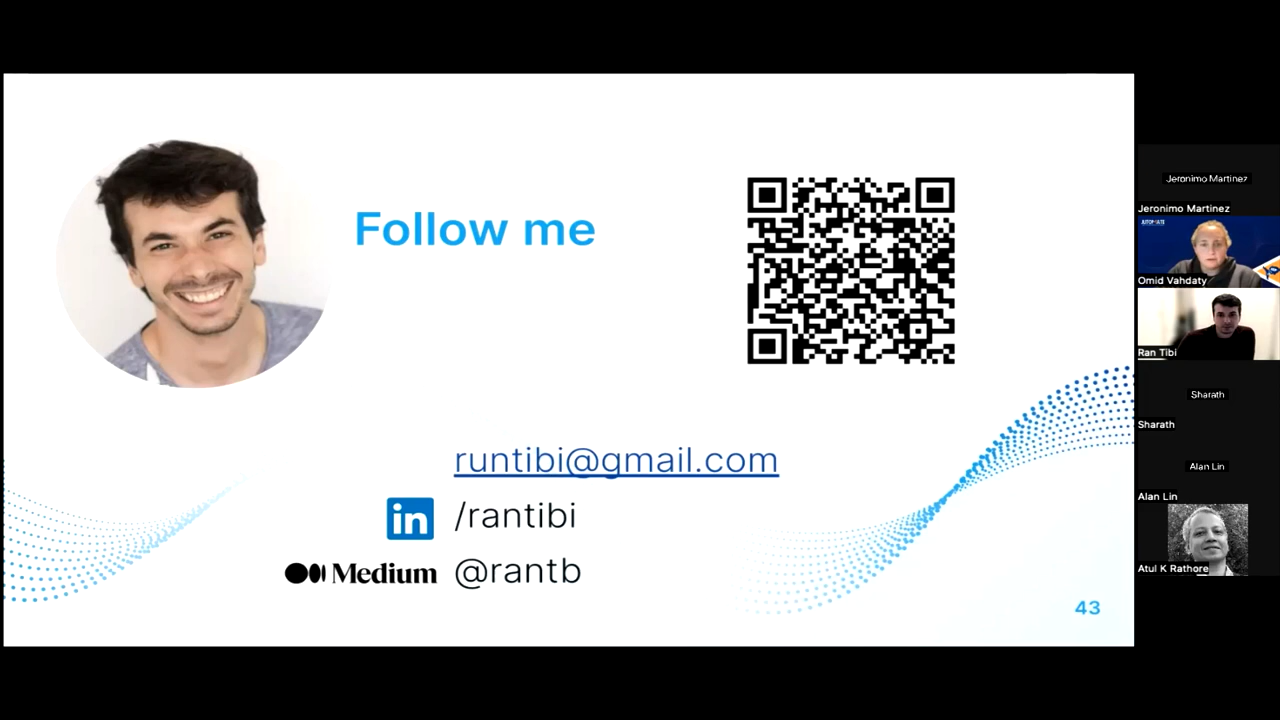 Follow me
runtibi@gmail.com
in /rantibi
Medium @rantb
43
Jeronimo Martinez
Jeronimo Martinez
Omid Vahdaty
Ran Tibi
Sharath
Sharath
Alan Lin
Alan Lin
Atul K Rathore